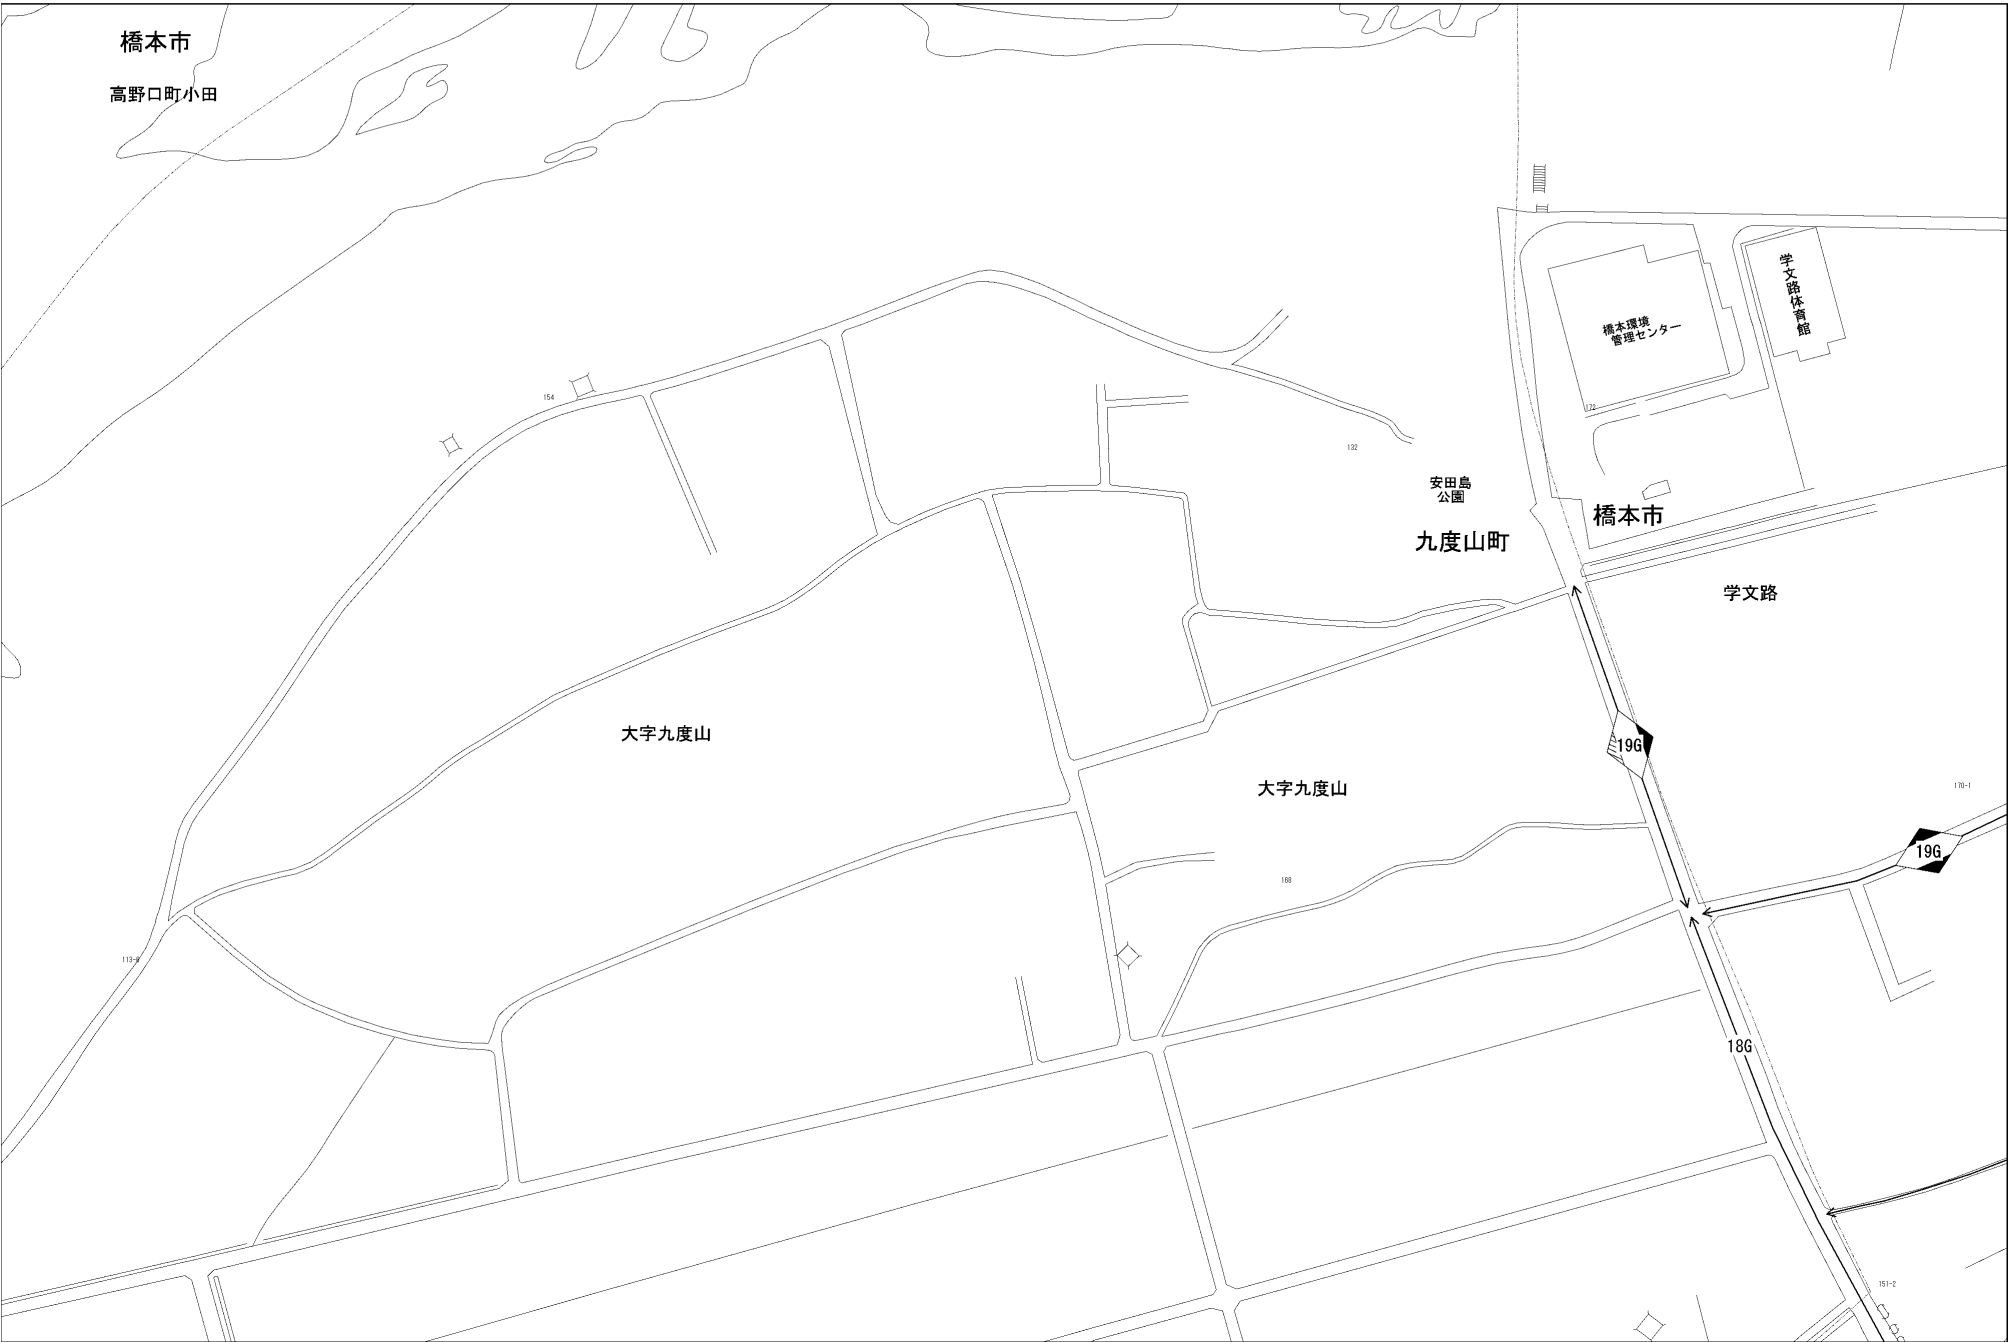 橋本市
高野口町小田
学文路体育館
橋本環境
管理センター
154
172
132
安田島
公園
橋本市
九度山町
学文路
大字九度山
19G
大字九度山
170-1
19G
168
113-6
18G
151-2